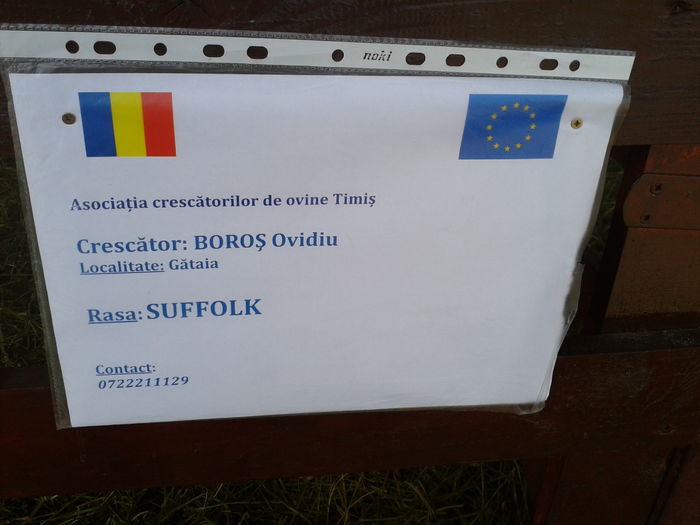 noki
Asociația crescătorilor de ovine Timiș
Crescător: BOROŞ Ovidiu
Localitate: Gătaia
Rasa: SUFFOLK
Contact:
0722211129